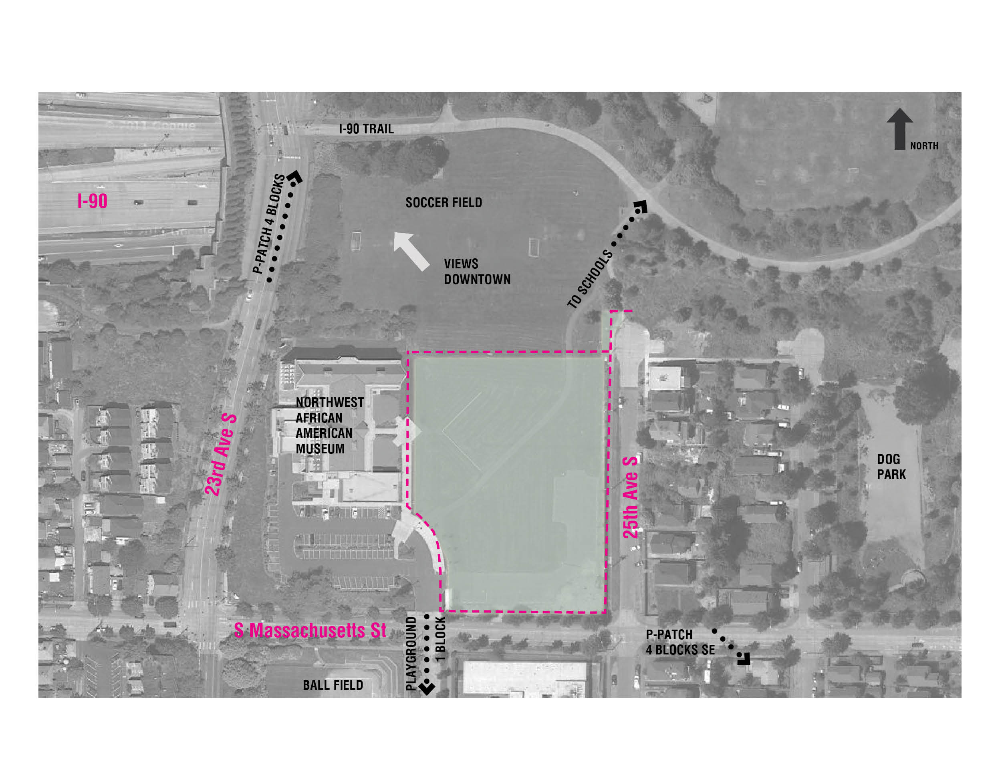 I-90 TRAIL
NORTH
I-90
P-PATCH 4 BLOCKS
SOCCER FIELD
VIEWS
DOWNTOWN
TO SCHOOLS
NORTHWEST
AFRICAN
AMERICAN
MUSEUM
23rd Ave S
25th Ave S
DOG
PARK
S Massachusetts St
PLAYGROUND
1 BLOCK
P-PATCH
4 BLOCKS SE
BALL FIELD